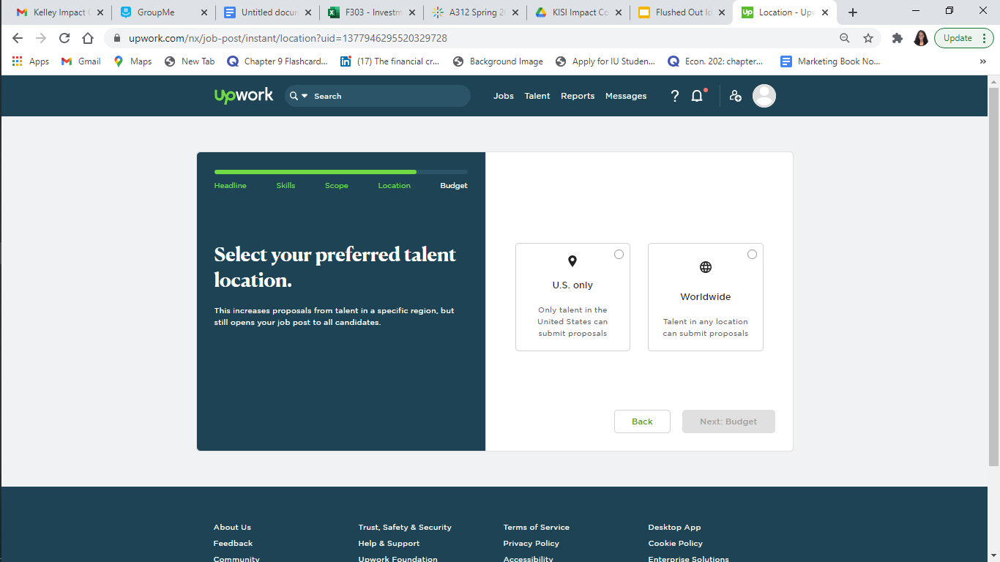 Kelley Impact C
GroupMe
Untitled docun
F303 - Investm
A312 Spring 2
KISI Impact Co
Flushed Out Id
Up Location - Upw
upwork.com/nx/job-post/instant/location?uid=1377946295520329728
Update
Apps
Gmail
Maps
New Tab
Chapter 9 Flashcard...
(17) The financial cr...
Background Image
Apply for IU Studen...
Econ. 202: chapter...
Marketing Book No...
»
upwork
Search
Jobs Talent Reports Messages
Headline Skills Scope Location Budget
Select your preferred talent
location.
This increases proposals from talent in a specific region, but
still opens your job post to all candidates.
U.S. only
Only talent in the
United States can
submit proposals
Worldwide
Talent in any location
can submit proposals
Back
Next: Budget
About Us Trust, Safety & Security Terms of Service Desktop App
Feedback Help & Support Privacy Policy Cookie Policy
Community Upwork Foundation Accessibility Enterprise Solutions